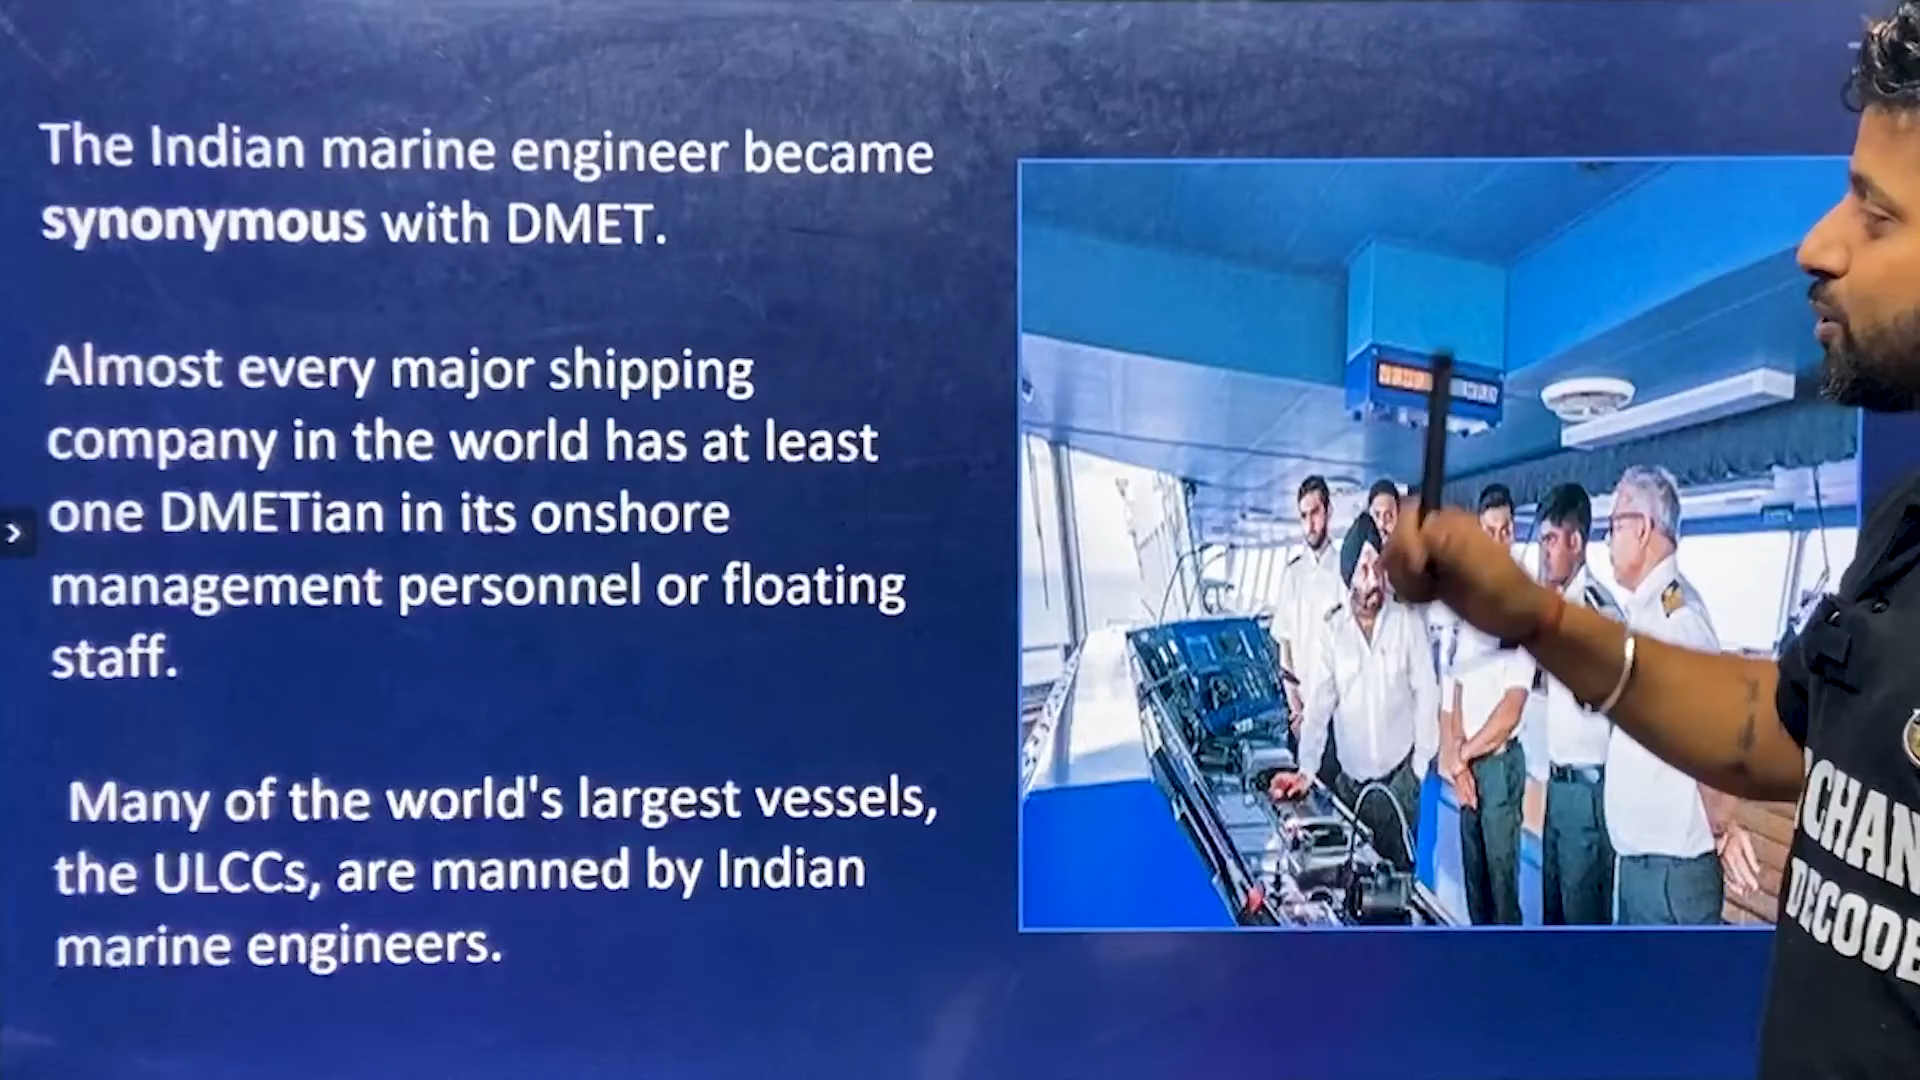 The Indian marine engineer became
synonymous with DMET.
Almost every major shipping
company in the world has at least
one DMETian in its onshore
management personnel or floating
staff.
Many of the world's largest vessels,
the ULCCs, are manned by Indian
marine engineers.
CHAN
DECODE